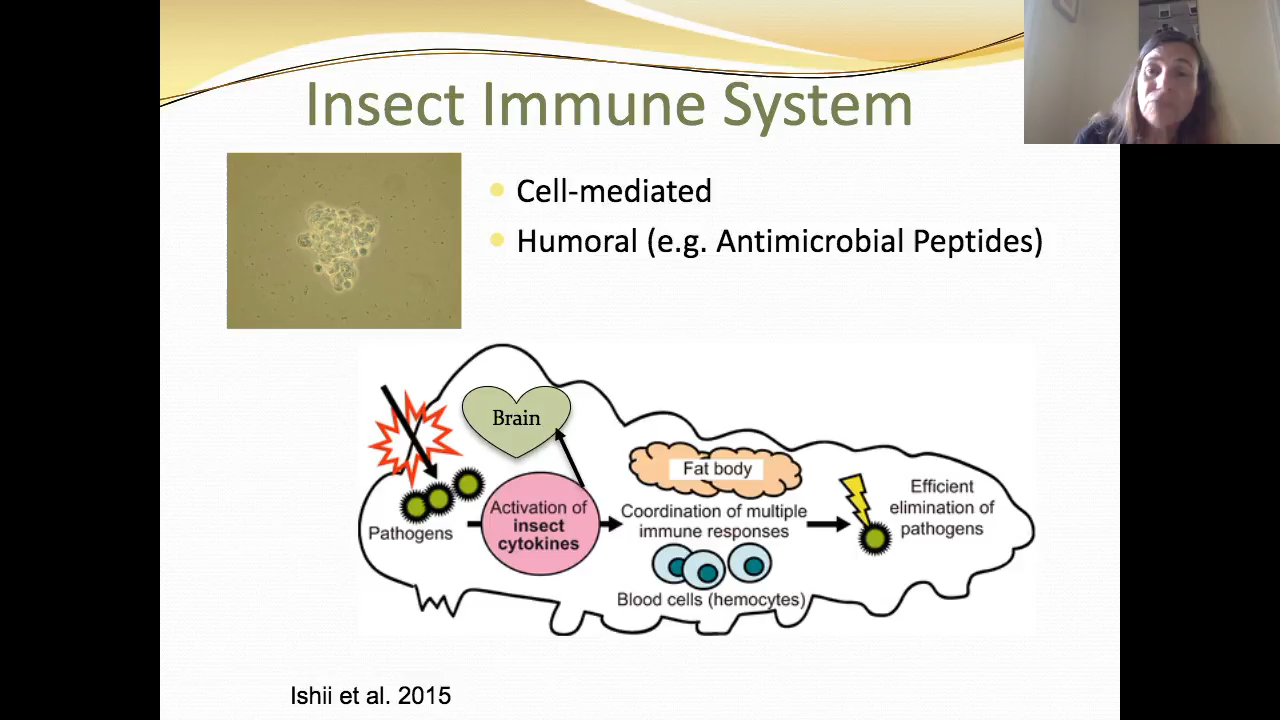 Insect Immune System
Cell-mediated
Humoral (e.g. Antimicrobial Peptides)
Brain
Pathogens
Activation of
insect
cytokines
Fat body
Coordination of multiple
immune responses
Blood cells (hemocytes)
Efficient
elimination of
pathogens
Ishii et al. 2015